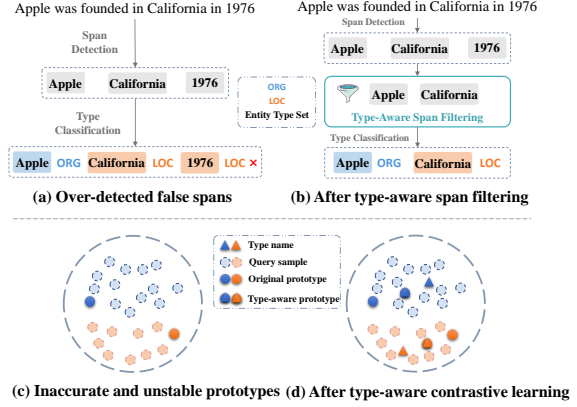 Apple was founded in California in 1976
Span
Detection
Apple California 1976
Type
Classification
Apple ORG California LOC 1976 LOC ×
(a) Over-detected false spans
ORG
LOC
Entity Type Set
Apple was founded in California in 1976
Span Detection
Apple California 1976
Apple California
Type-Aware Span Filtering
Type Classification
Apple ORG California LOC
(b) After type-aware span filtering
Type name
Query sample
Original prototype
Type-aware prototype
(c) Inaccurate and unstable prototypes
(d) After type-aware contrastive learning